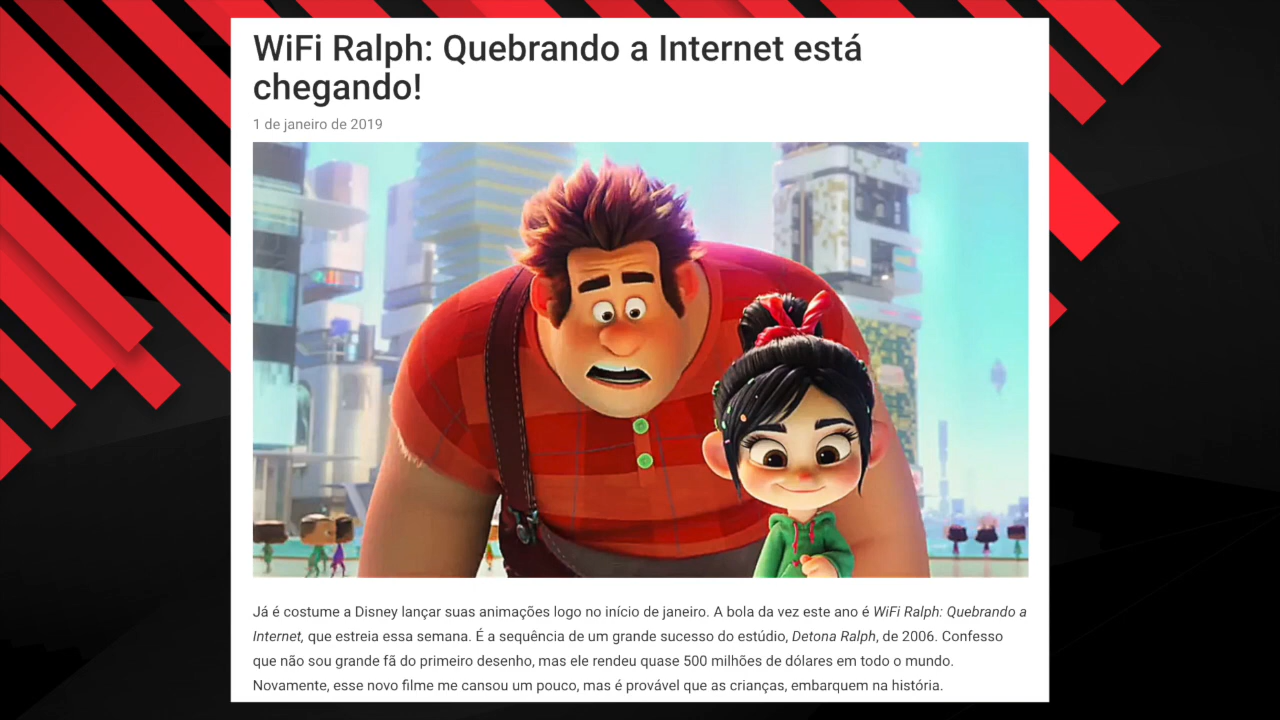 WiFi Ralph: Quebrando a Internet está
chegando!
1 de janeiro de 2019
Já é costume a Disney lançar suas animações logo no início de janeiro. A bola da vez este ano é WiFi Ralph: Quebrando a
Internet, que estreia essa semana. É a sequência de um grande sucesso do estúdio, Detona Ralph, de 2006. Confesso
que não sou grande fã do primeiro desenho, mas ele rendeu quase 500 milhões de dólares em todo o mundo.
Novamente, esse novo filme me cansou um pouco, mas é provável que as crianças, embarquem na história.